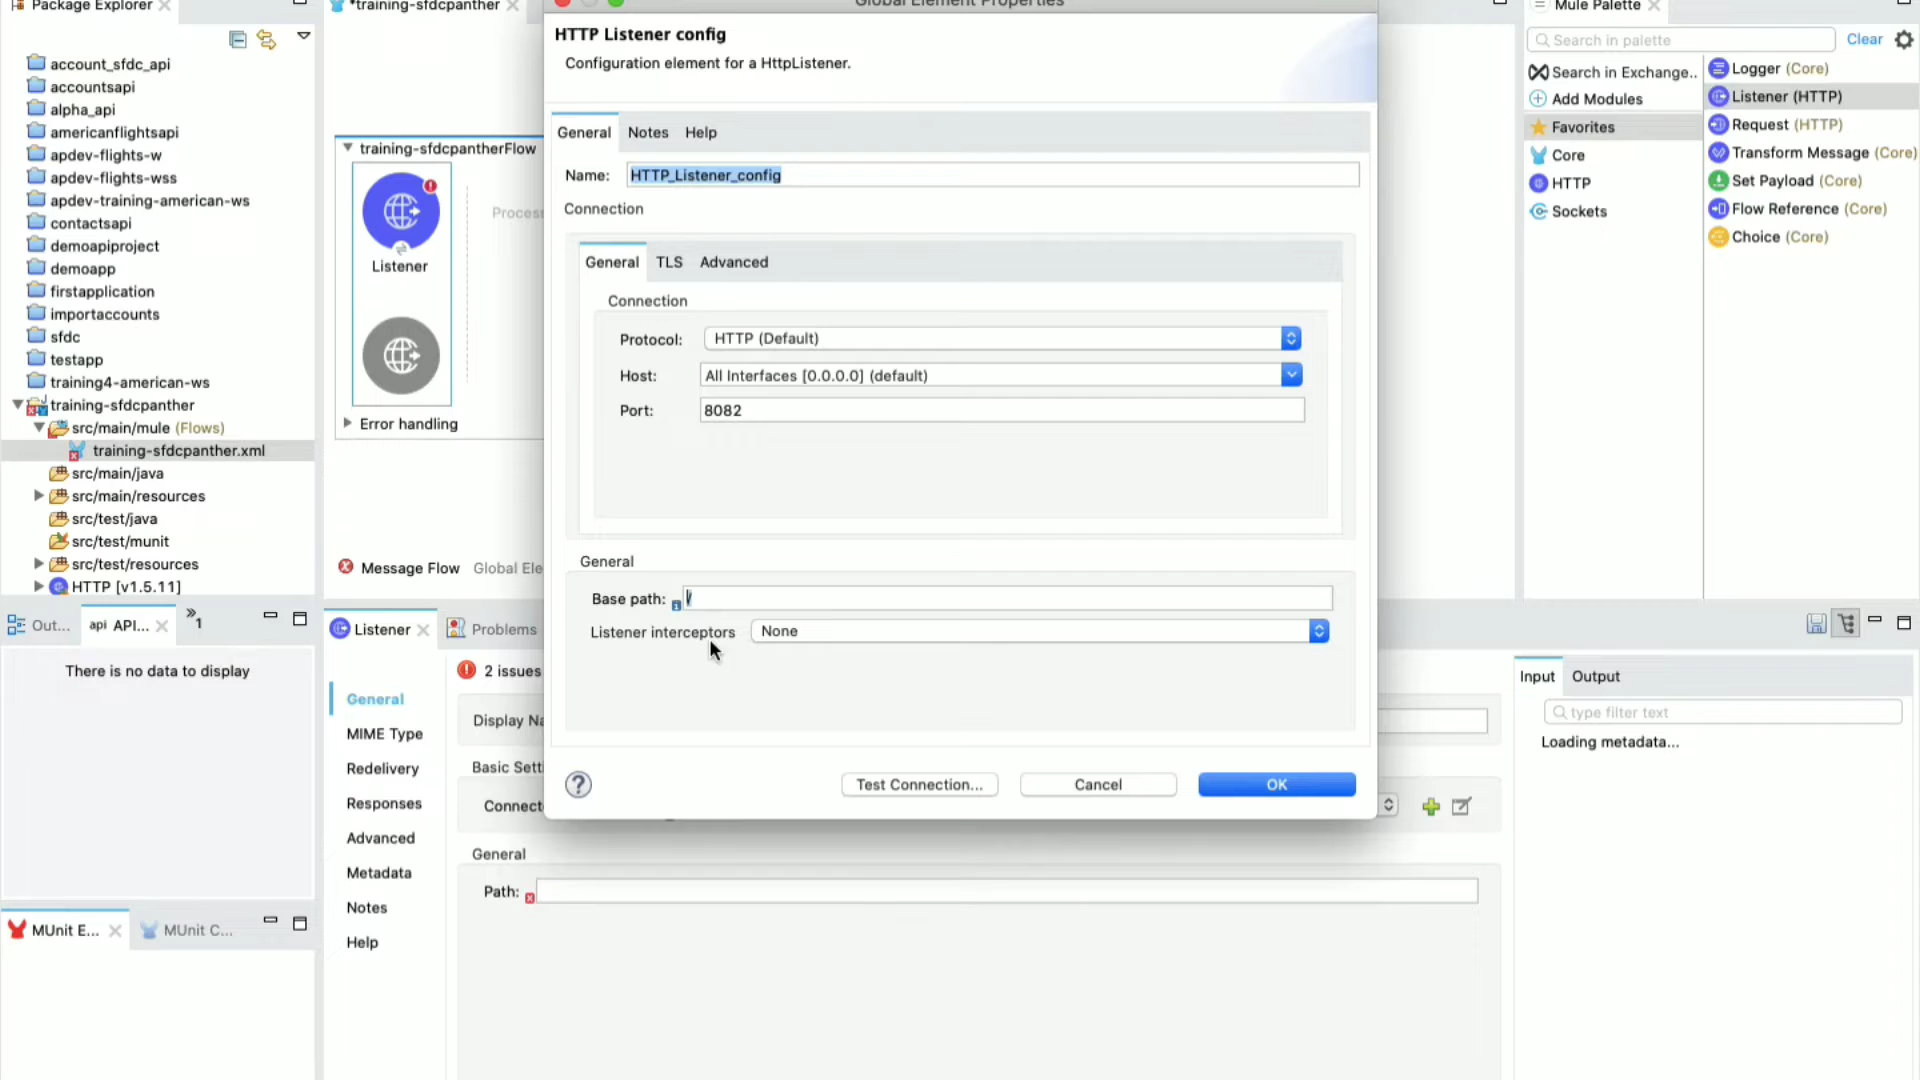 Package Explorer
account_sfdc_api
accountsapi
alpha_api
americanflightsapi
apdev-flights-w
apdev-flights-wss
apdev-training-american-ws
contactsapi
demoapiproject
demoapp
firstapplication
importaccounts
sfdc
testapp
training4-american-ws
training-sfdcpanther
src/main/mule (Flows)
training-sfdcpanther.xml
src/main/java
src/main/resources
src/test/java
src/test/munit
src/test/resources
HTTP [v1.5.11]
Out...
api API...
»1
There is no data to display
MUnit E...
MUnit C...
*training-sfdcpanther
training-sfdcpantherFlow
Listener
Process
Error handling
Message Flow
Global Ele
Global Element Properties
HTTP Listener config
Configuration element for a HttpListener.
General
Notes
Help
Name: HTTP_Listener_config
Connection
General
TLS
Advanced
Connection
Protocol: HTTP (Default)
Host: All Interfaces [0.0.0.0] (default)
Port: 8082
General
Base path: /
Listener interceptors None
?
Test Connection...
Cancel
OK
Listener
Problems
2 issues
General
MIME Type
Redelivery
Responses
Advanced
Metadata
Notes
Help
Display Na
Basic Setti
Connect
General
Path:
Mule Palette
Search in palette
Clear
Search in Exchange..
Add Modules
Favorites
Core
HTTP
Sockets
Logger (Core)
Listener (HTTP)
Request (HTTP)
Transform Message (Core)
Set Payload (Core)
Flow Reference (Core)
Choice (Core)
Input
Output
type filter text
Loading metadata...